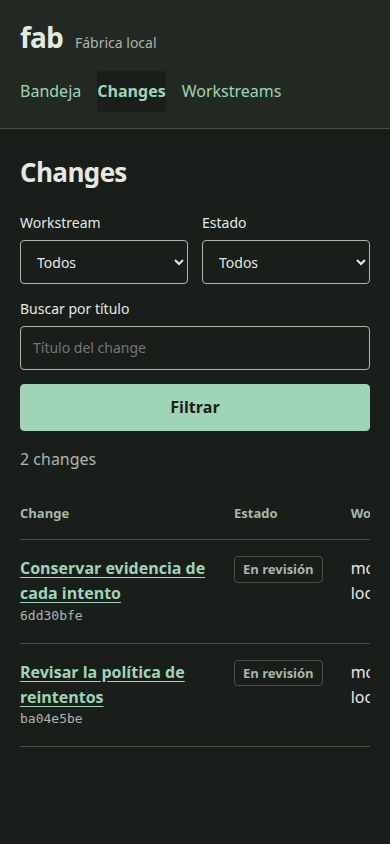 fab Fábrica local
Bandeja Changes Workstreams
Changes
Workstream Estado
Todos Todos
Buscar por título
Título del change
Filtrar
2 changes
Change Estado
Conservar evidencia de
cada intento
6dd30bfe
En revisión
Revisar la política de
reintentos
ba04e5be
En revisión